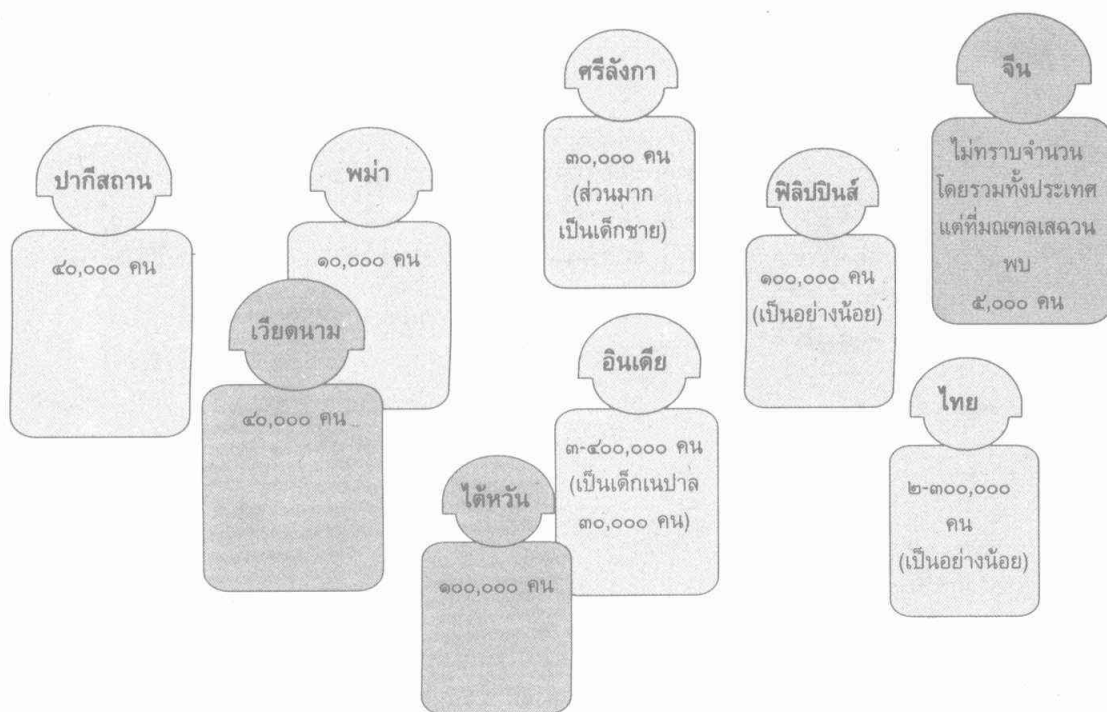 ศรีลังกา
๓๐,๐๐๐ คน
(ส่วนมาก
เป็นเด็กชาย)
จีน
ไม่ทราบจำนวน
โดยรวมทั้งประเทศ
แต่ที่มณฑลเสฉวน
พบ
๕,๐๐๐ คน
ปากีสถาน
๔๐,๐๐๐ คน
พม่า
๑๐,๐๐๐ คน
ฟิลิปปินส์
๑๐๐,๐๐๐ คน
(เป็นอย่างน้อย)
เวียดนาม
๔๐,๐๐๐ คน
อินเดีย
๓-๔๐๐,๐๐๐ คน
(เป็นเด็กเนปาล
๓๐,๐๐๐ คน)
ไทย
๒-๓๐๐,๐๐๐
คน
(เป็นอย่างน้อย)
ไต้หวัน
๑๐๐,๐๐๐ คน